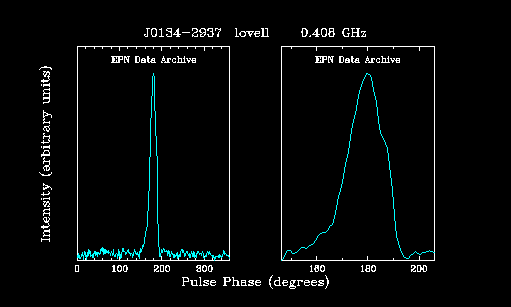 J0134-2937 lovell 0.408 GHz
EPN Data Archive
EPN Data Archive
Intensity (arbitrary units)
0 100 200 300
160 180 200
Pulse Phase (degrees)